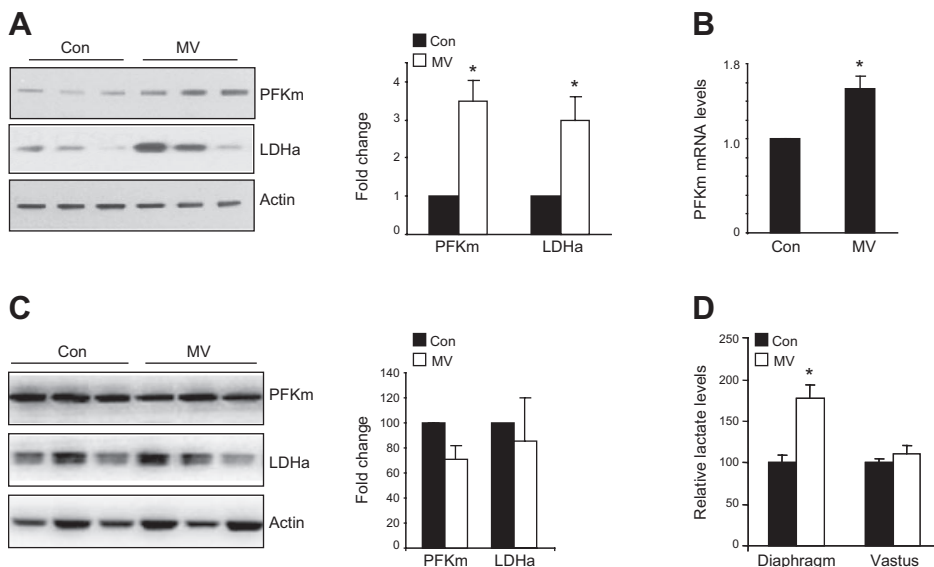 A
Con MV
PFKm
LDHa
Actin
Con
MV
Fold change
4
3
2
1
0
*
*
PFKm LDHa
B
PFKm mRNA levels
1.8
1.0
0
*
Con MV
C
Con MV
PFKm
LDHa
Actin
Con
MV
Fold change
140
120
100
80
60
40
20
0
PFKm LDHa
D
Con
MV
Relative lactate levels
250
200
150
100
50
0
*
Diaphragm Vastus